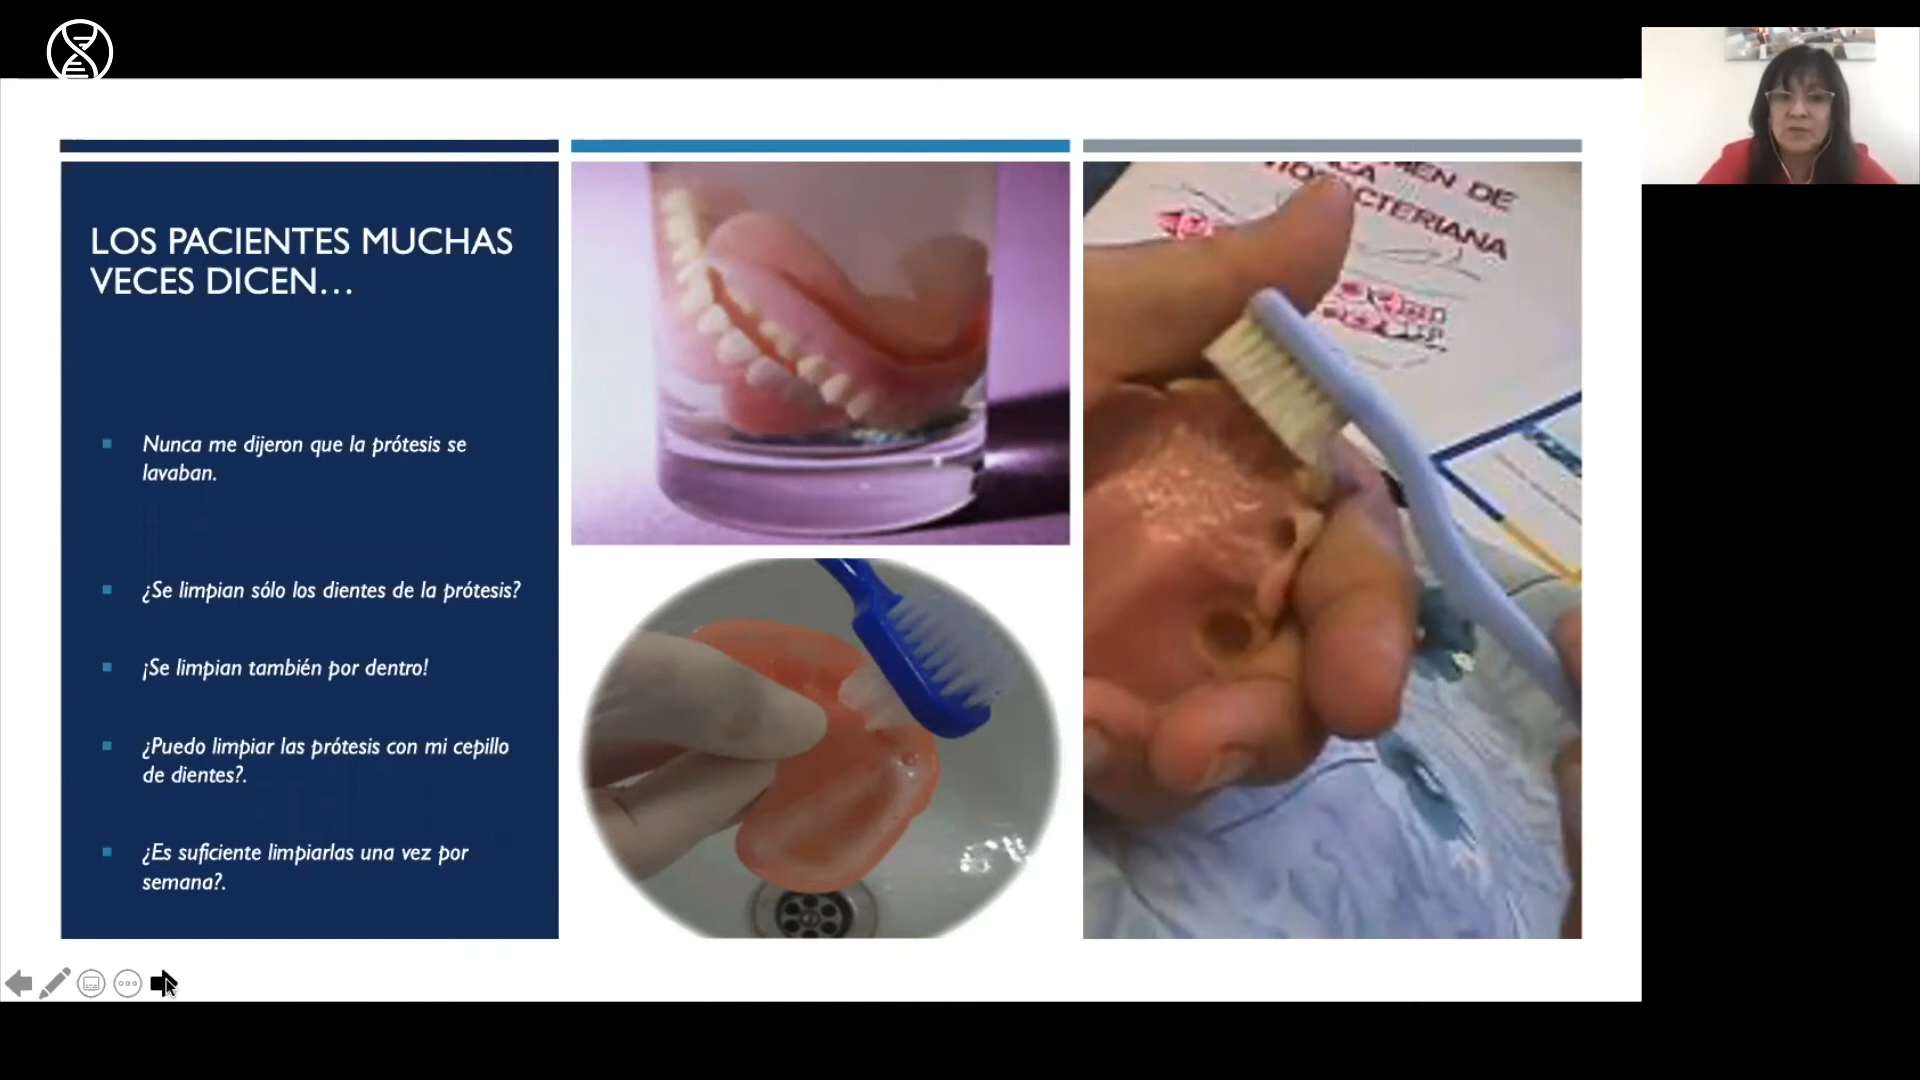 LOS PACIENTES MUCHAS
VECES DICEN...
Nunca me dijeron que la prótesis se
lavaban.
¿Se limpian sólo los dientes de la prótesis?
¡Se limpian también por dentro!
¿Puedo limpiar las prótesis con mi cepillo
de dientes?.
¿Es suficiente limpiarlas una vez por
semana?.
DE